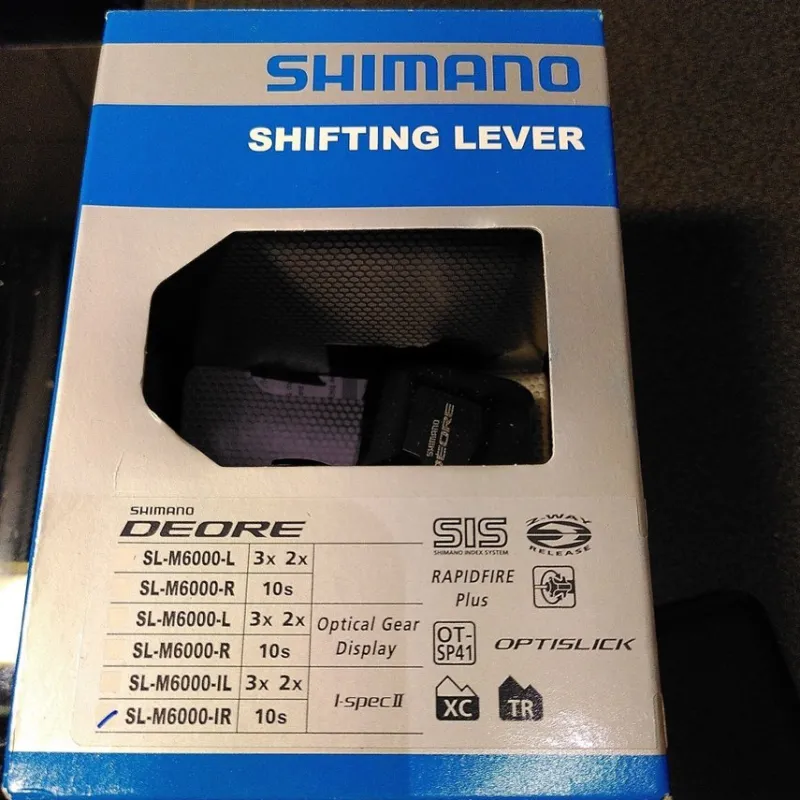 SHIMANO
SHIFTING LEVER
SHIMANO
DEORE
SHIMANO
DEORE
SL-M6000-L 3x 2x
SL-M6000-R 10s
SL-M6000-L 3x 2x
SL-M6000-R 10s
Optical Gear
Display
SL-M6000-IL 3x 2x
SL-M6000-IR 10s
I-spec II
SIS
SHIMANO INDEX SYSTEM
2-WAY
RELEASE
RAPIDFIRE
Plus
OT-
SP41
OPTISLICK
XC
TR